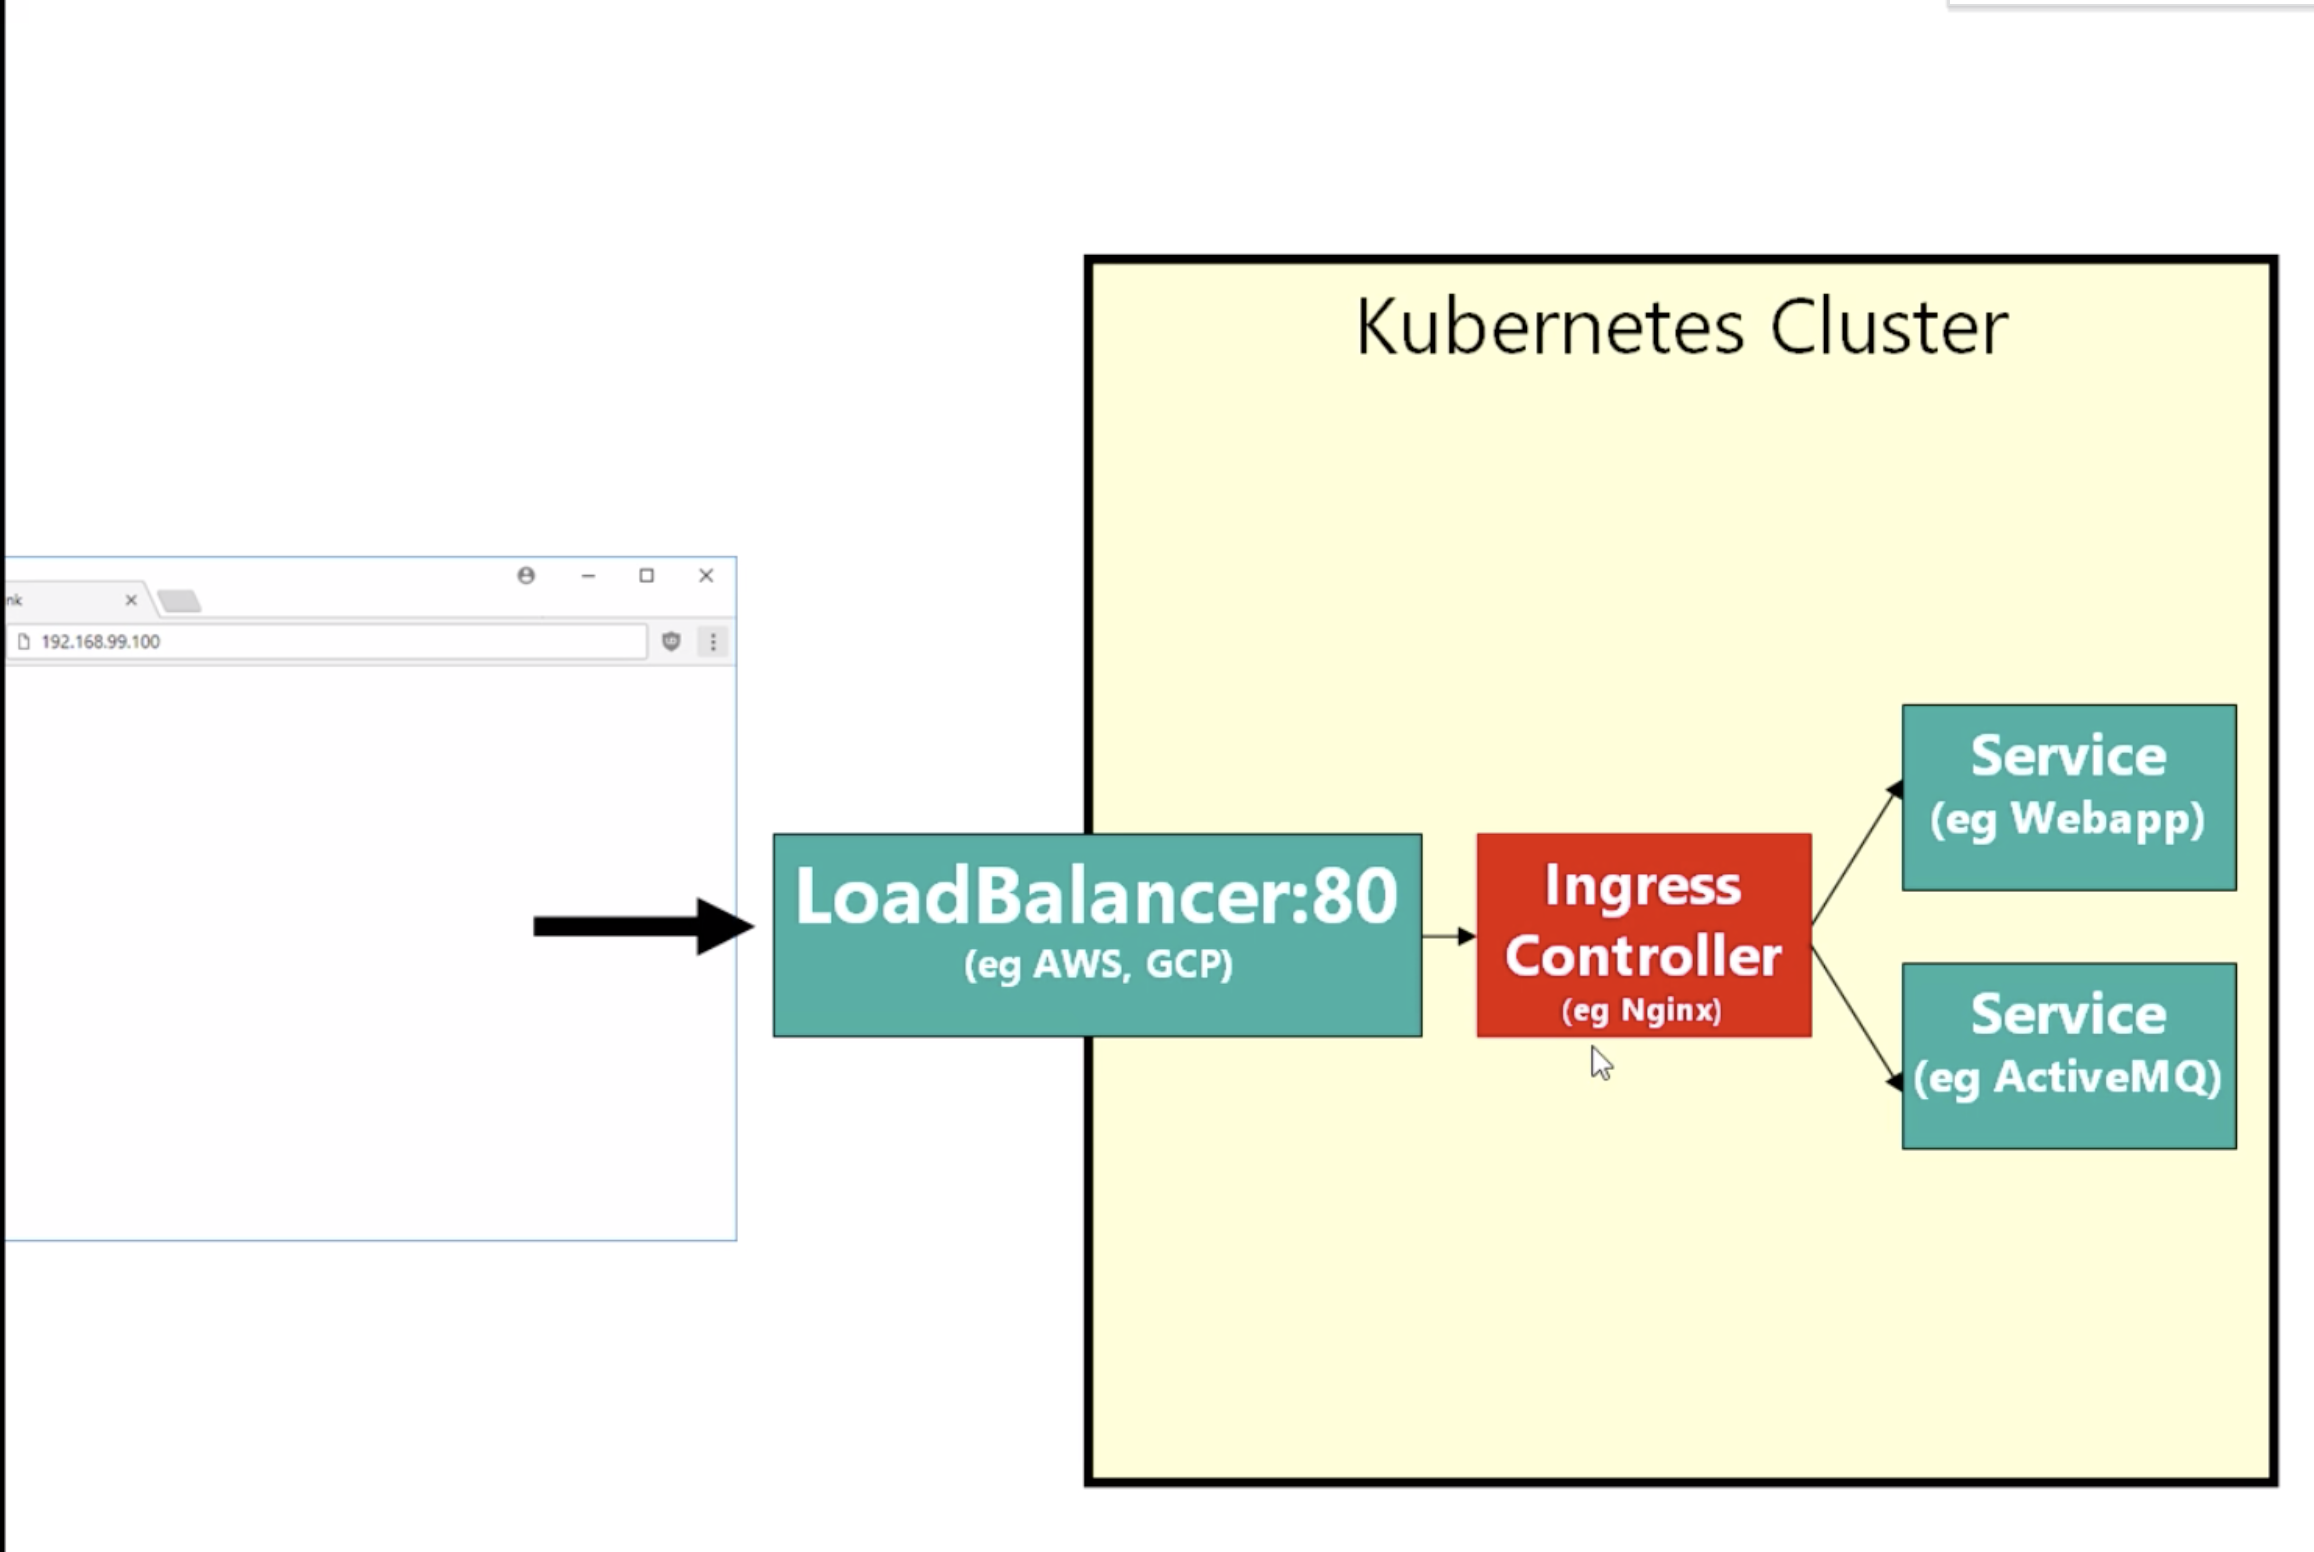 Kubernetes Cluster
nk
192.168.99.100
LoadBalancer:80
(eg AWS, GCP)
Ingress
Controller
(eg Nginx)
Service
(eg Webapp)
Service
(eg ActiveMQ)